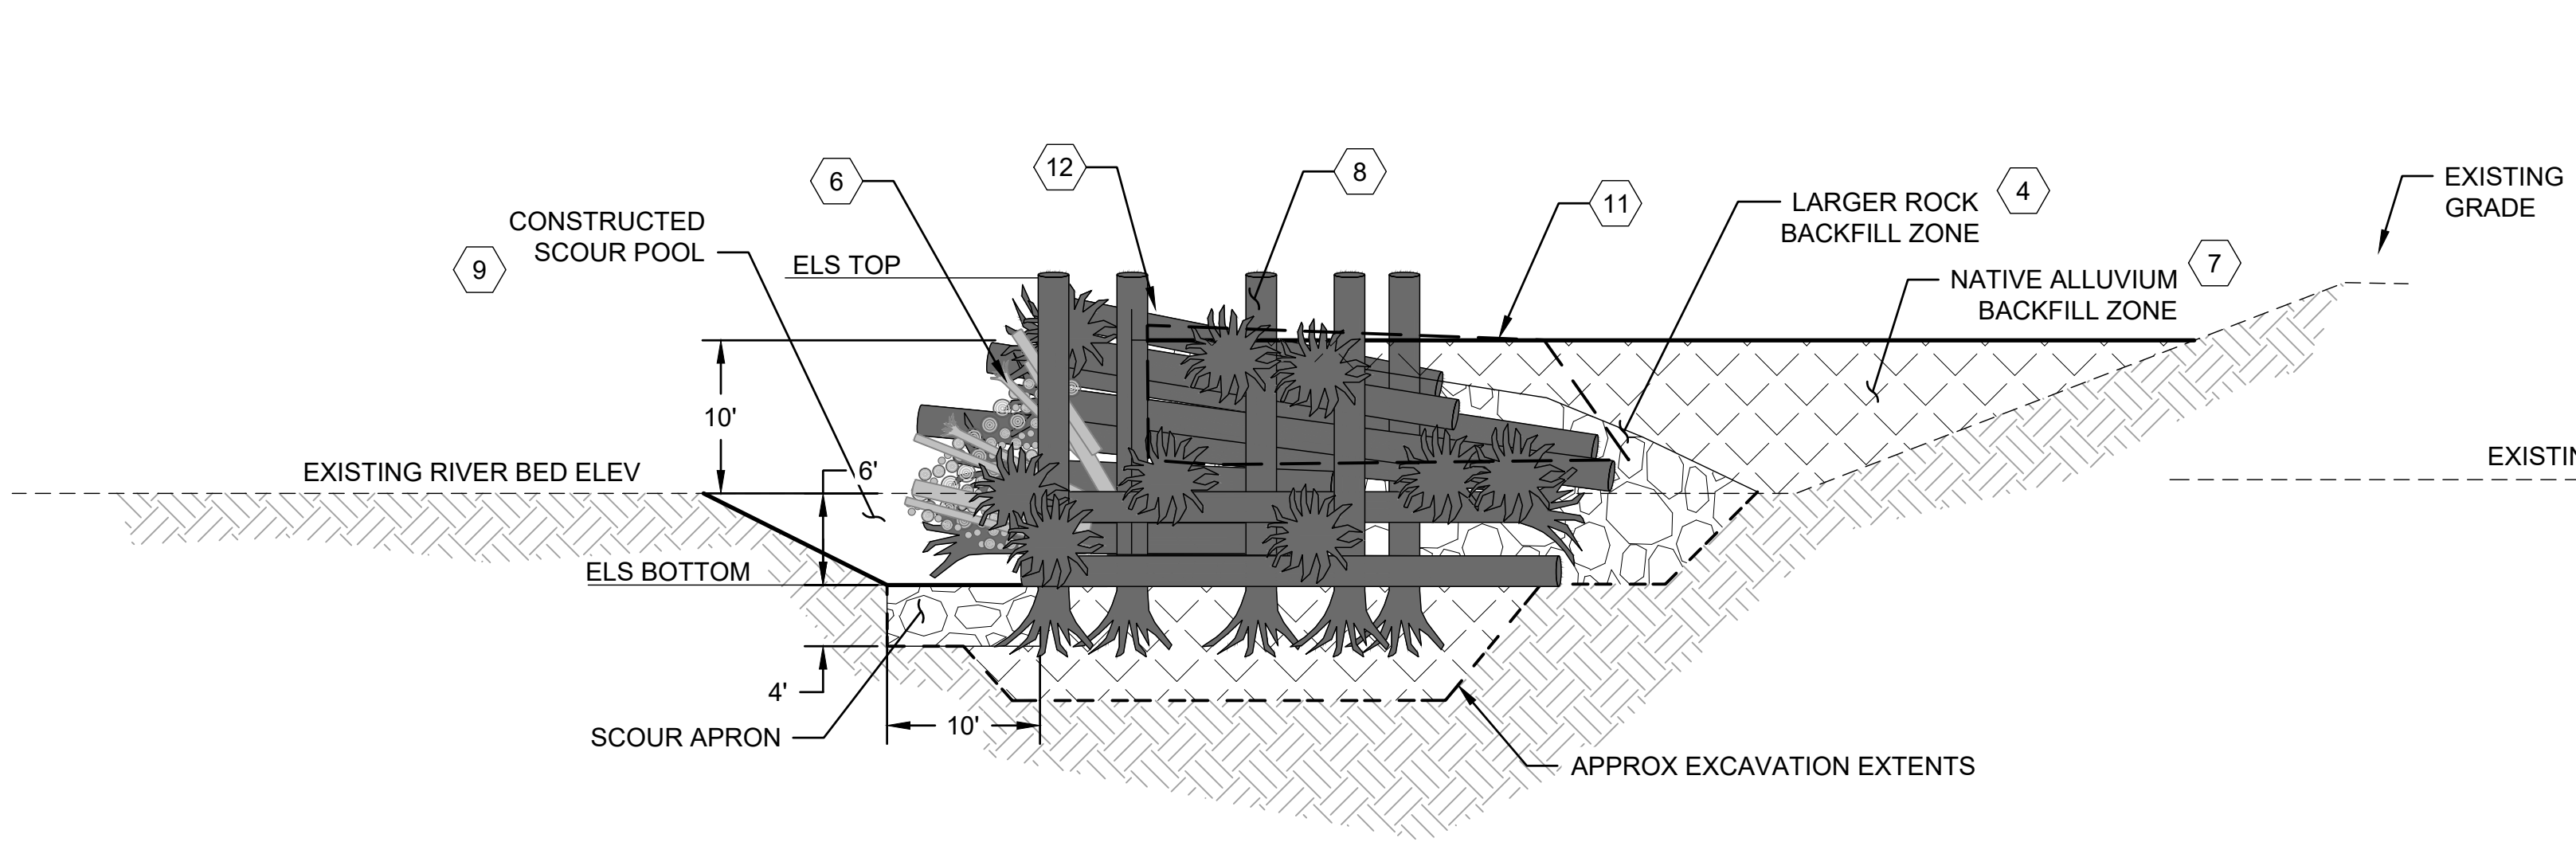 12
8
6
11
LARGER ROCK
BACKFILL ZONE
4
EXISTING
GRADE
CONSTRUCTED
SCOUR POOL
9
ELS TOP
NATIVE ALLUVIUM
BACKFILL ZONE
7
10'
EXISTING RIVER BED ELEV
6'
ELS BOTTOM
4'
10'
SCOUR APRON
APPROX EXCAVATION EXTENTS